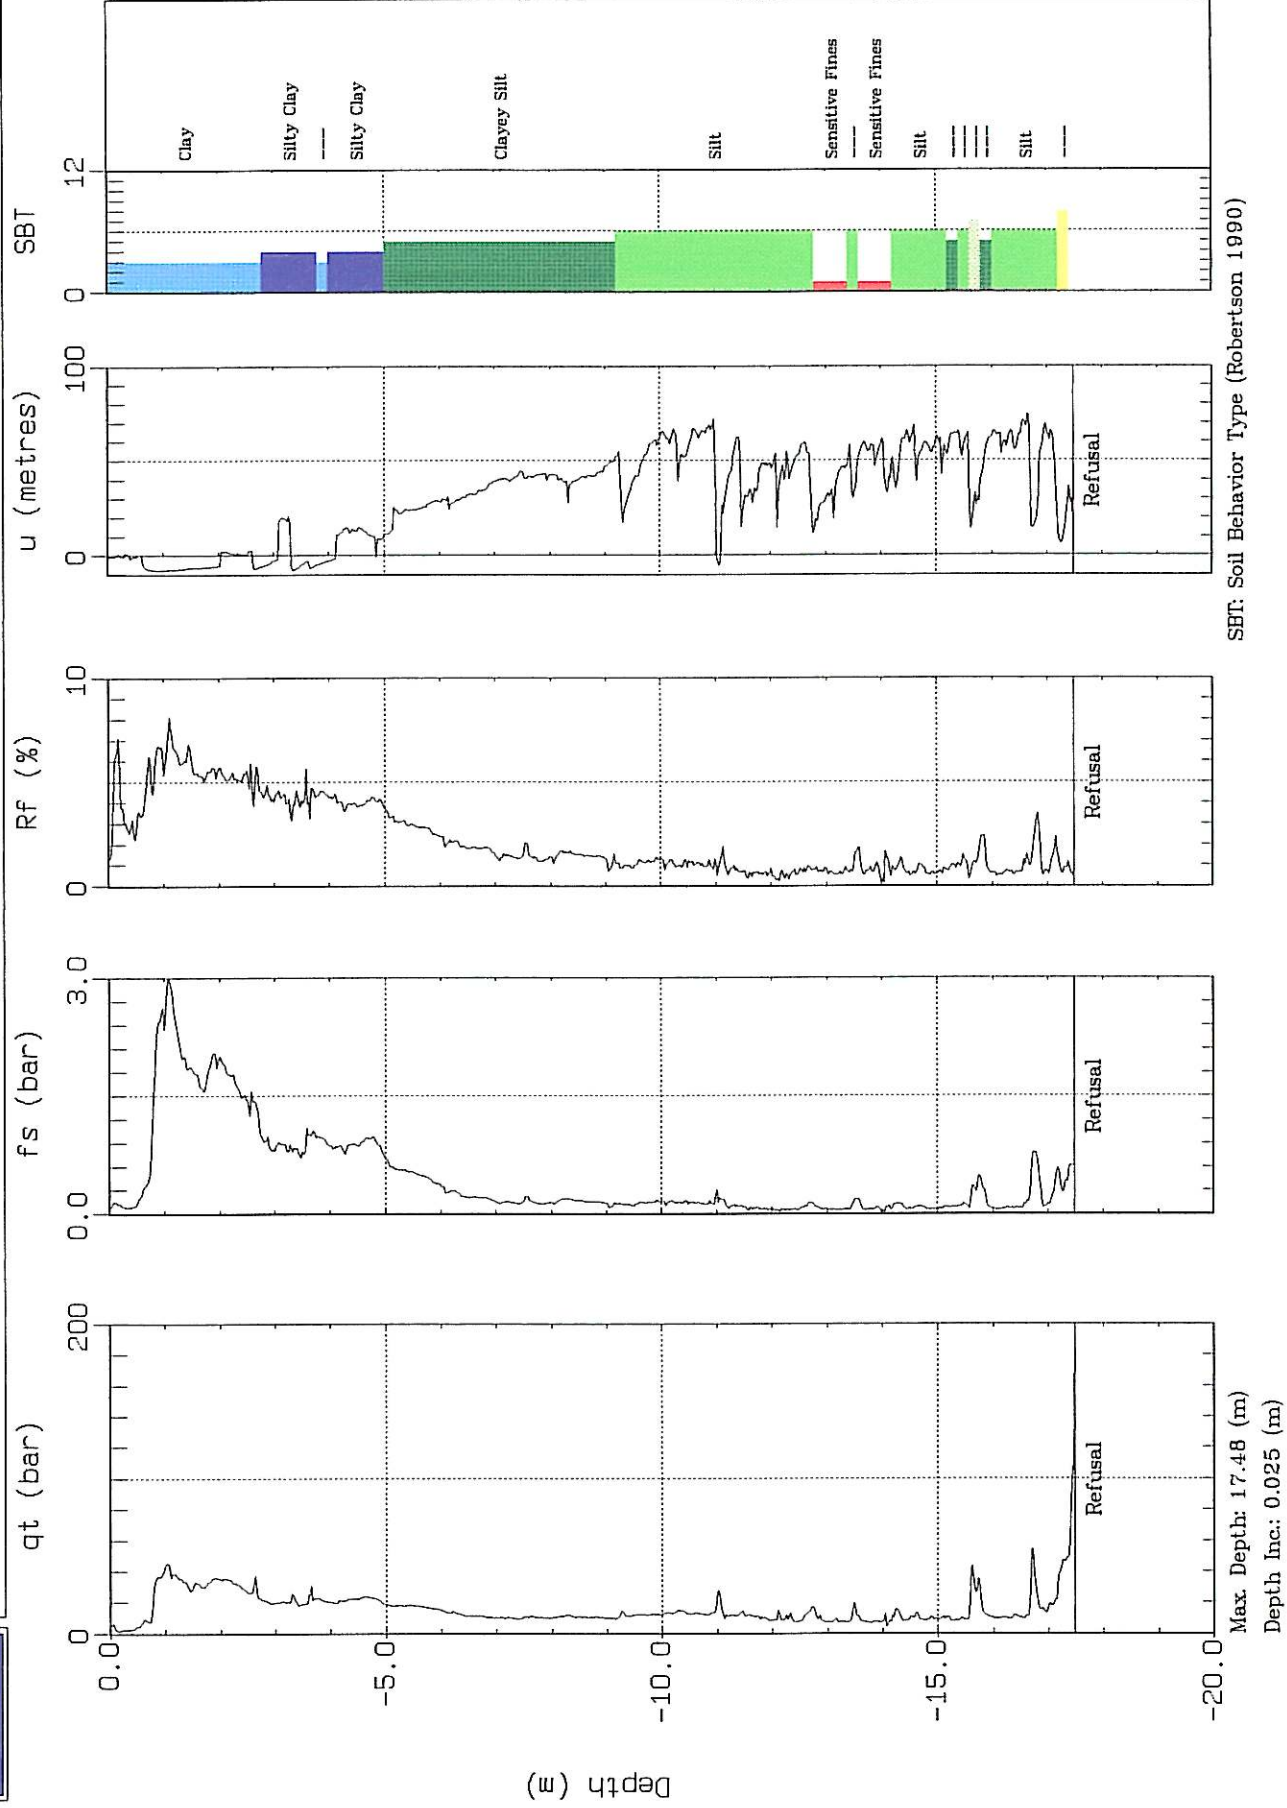 qt (bar)
fs (bar)
Rf (%)
u (metres)
SBT
0
200
0.0
3.0
0
10
0
100
0
12
0.0
-5.0
-10.0
-15.0
-20.0
Depth (m)
Clay
Silty Clay
---
Silty Clay
Clayey Silt
Silt
Sensitive Fines
---
Sensitive Fines
Silt
---
---
---
---
Silt
---
Refusal
Refusal
Refusal
Refusal
Max. Depth: 17.48 (m)
Depth Inc.: 0.025 (m)
SBT: Soil Behavior Type (Robertson 1990)